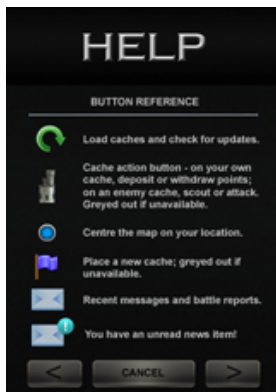 HELP
BUTTON REFERENCE
Load caches and check for updates.
Cache action button - on your own
cache, deposit or withdraw points;
on an enemy cache, scout or attack.
Greyed out if unavailable.
Centre the map on your location.
Place a new cache; greyed out if
unavailable.
Recent messages and battle reports.
!
You have an unread news item!
< CANCEL >